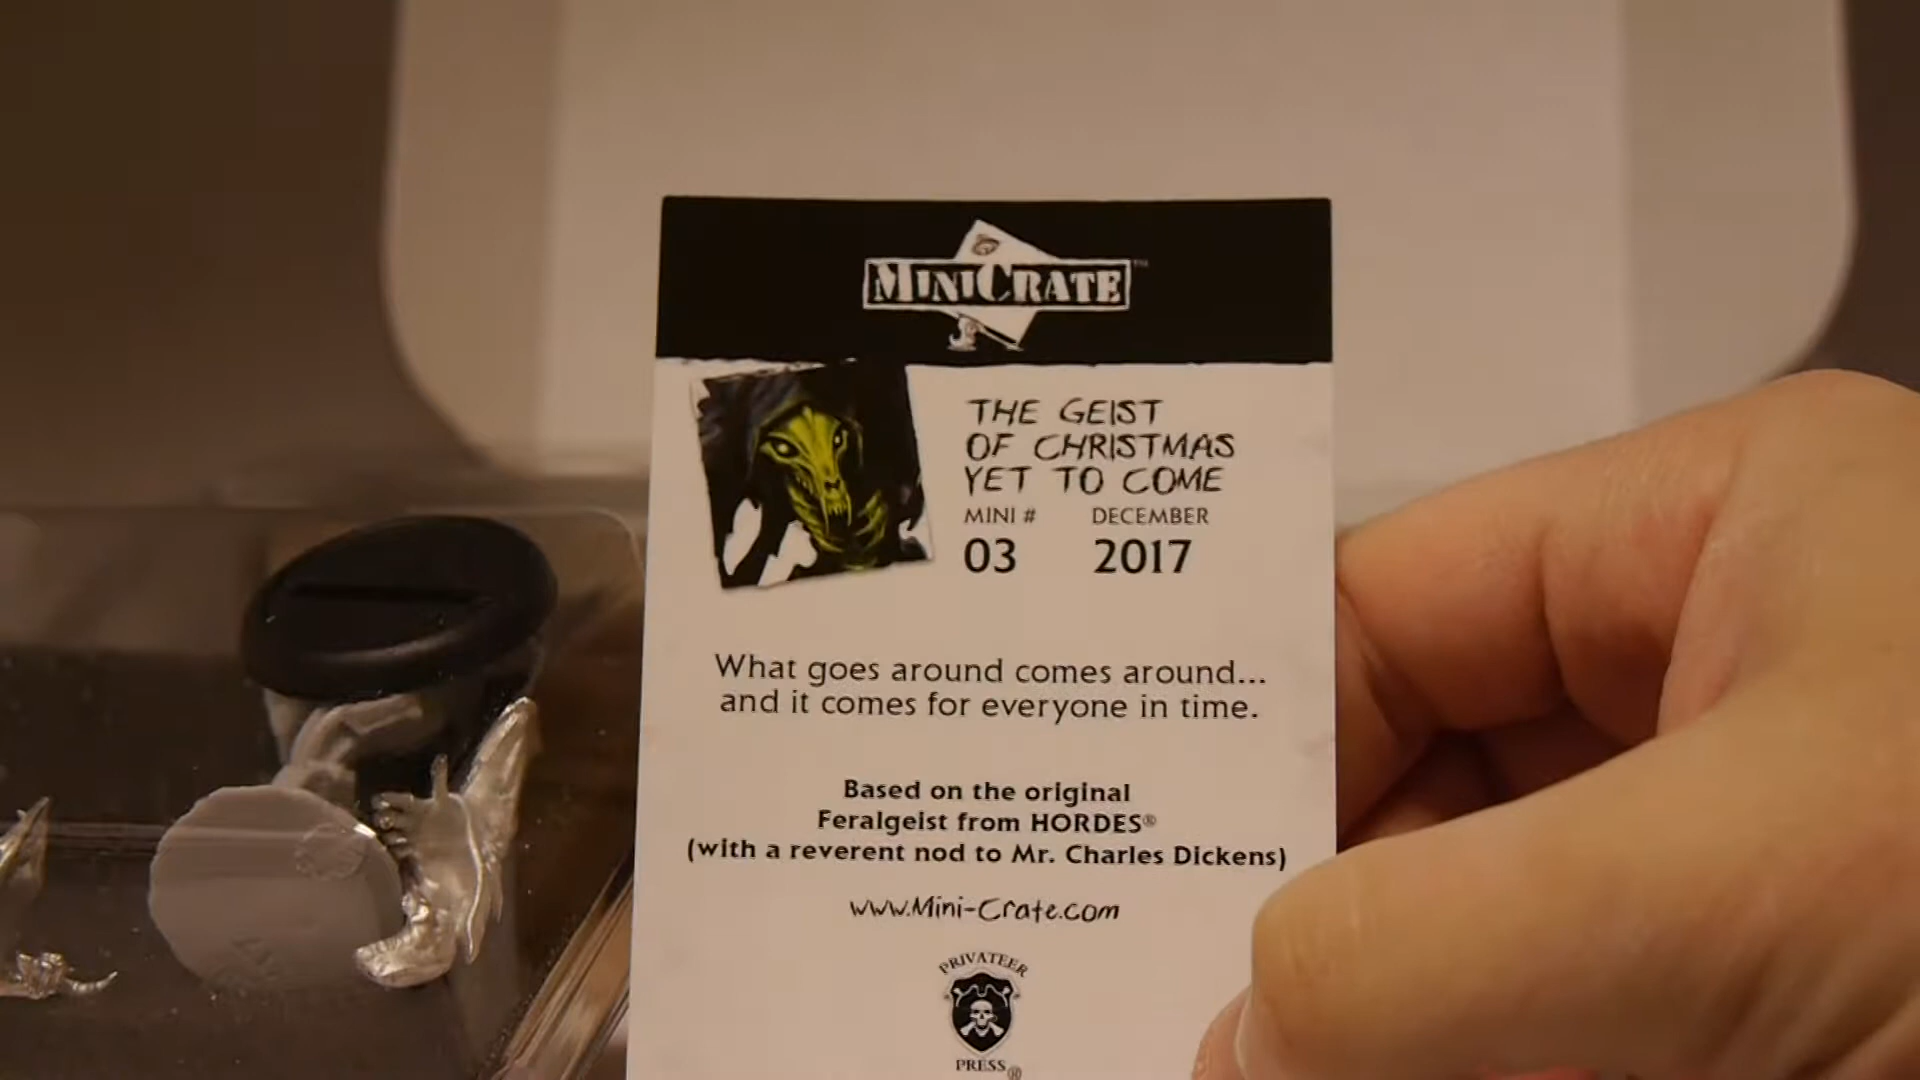 MINICRATE™
THE GEIST
OF CHRISTMAS
YET TO COME
MINI # DECEMBER
03 2017
What goes around comes around...
and it comes for everyone in time.
Based on the original
Feralgeist from HORDES®
(with a reverent nod to Mr. Charles Dickens)
www.Mini-Crate.com
PRIVATEER
PRESS®